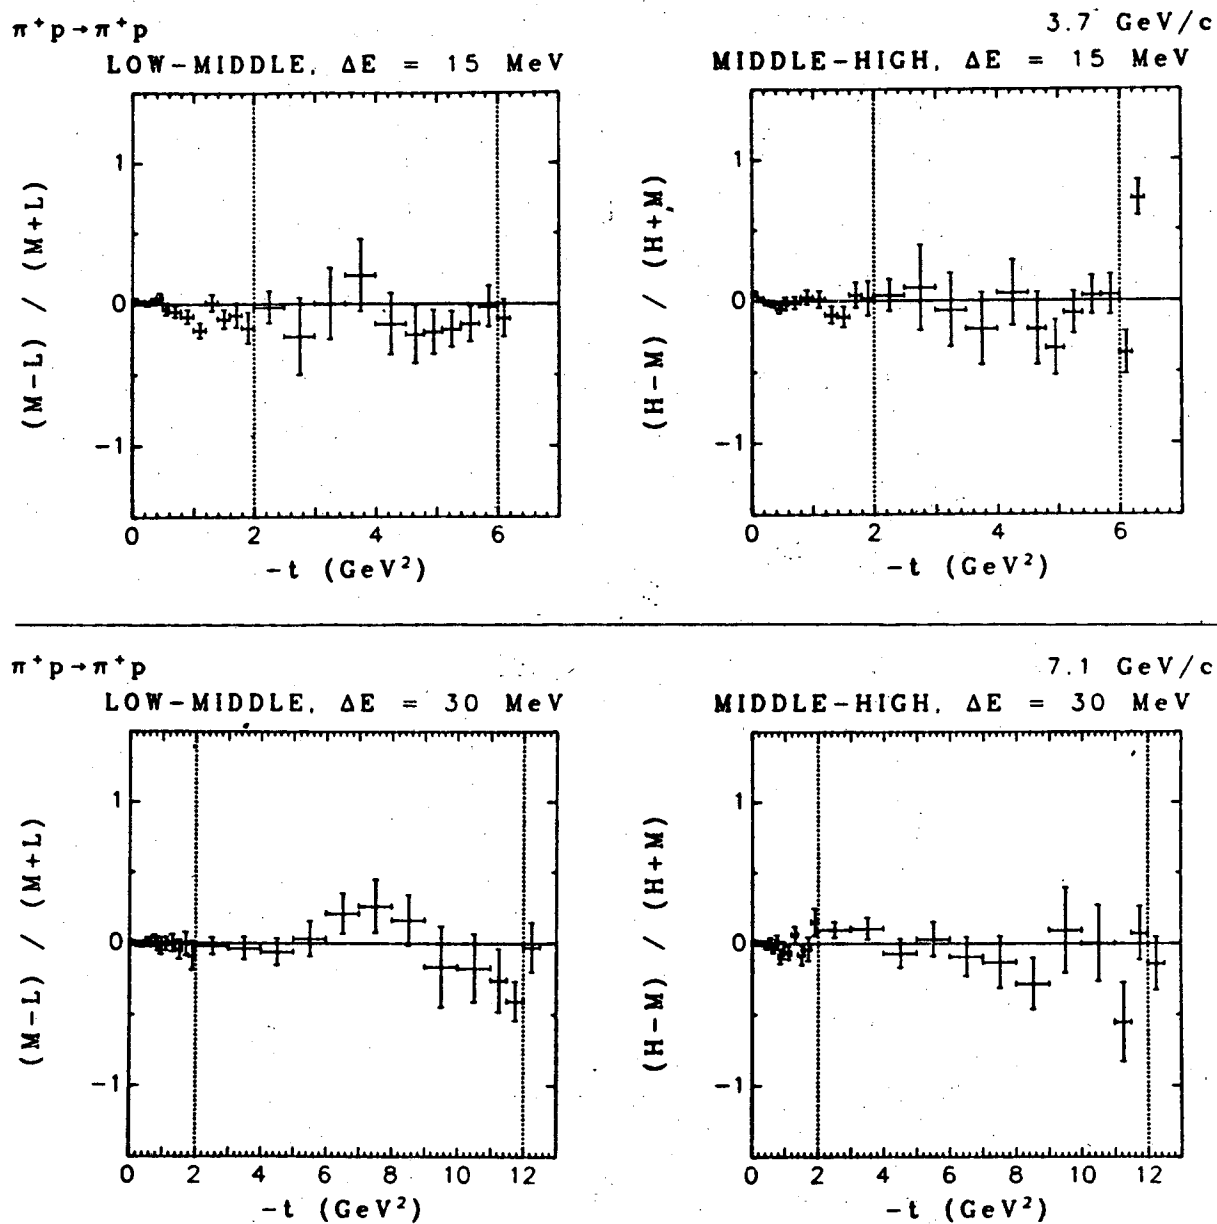 π⁺p→π⁺p
3.7 GeV/c
LOW-MIDDLE, ΔE = 15 MeV
MIDDLE-HIGH, ΔE = 15 MeV
(M-L) / (M+L)
1
0
-1
0 2 4 6
-t (GeV²)
(H-M) / (H+M)
1
0
-1
0 2 4 6
-t (GeV²)
π⁺p→π⁺p
7.1 GeV/c
LOW-MIDDLE, ΔE = 30 MeV
MIDDLE-HIGH, ΔE = 30 MeV
(M-L) / (M+L)
1
0
-1
0 2 4 6 8 10 12
-t (GeV²)
(H-M) / (H+M)
1
0
-1
0 2 4 6 8 10 12
-t (GeV²)